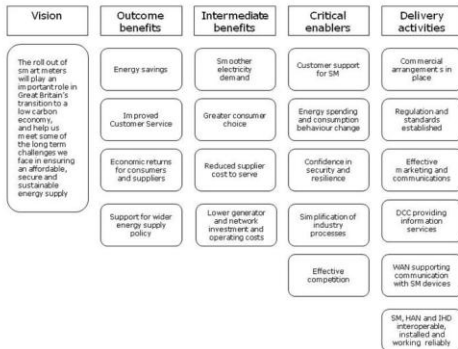 Vision
The roll out of
smart meters
will play an
important role in
Great Britain's
transition to a
low carbon
economy,
and help us
meet some of
the long term
challenges we
face in ensuring
an affordable,
secure and
sustainable
energy supply
Outcome
benefits
Energy savings
Improved
Customer Service
Economic returns
for consumers
and suppliers
Support for wider
energy supply
policy
Intermediate
benefits
Smoother
electricity
demand
Greater consumer
choice
Reduced supplier
cost to serve
Lower generator
and network
investment and
operating costs
Critical
enablers
Customer support
for SM
Energy spending
and consumption
behaviour change
Confidence in
security and
resilience
Simplification of
industry
processes
Effective
competition
Delivery
activities
Commercial
arrangements in
place
Regulation and
standards
established
Effective
marketing and
communications
DCC providing
information
services
WAN supporting
communication
with SM devices
SM, HAN and IHD
interoperable,
installed and
working reliably